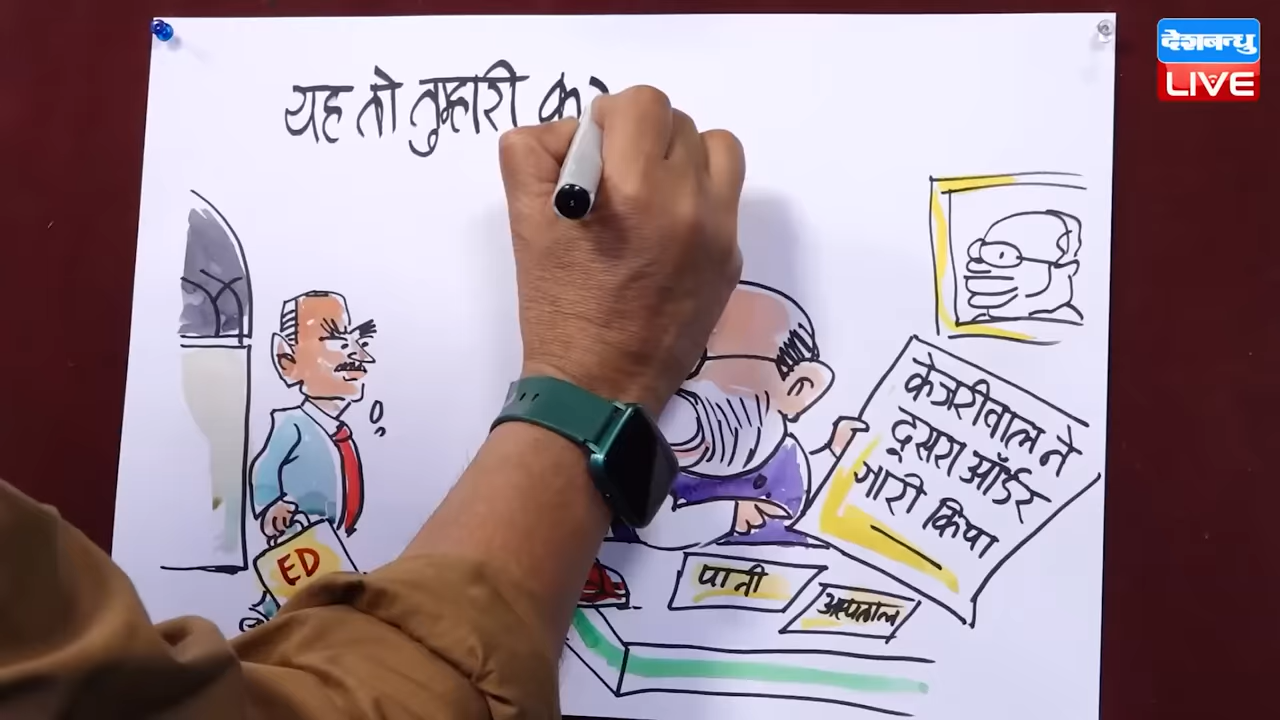 यह तो तुम्हारी
देशबन्धु
LIVE
केजरीवाल ने
दूसरा ऑर्डर
जारी किया
ED
पानी
अस्पताल